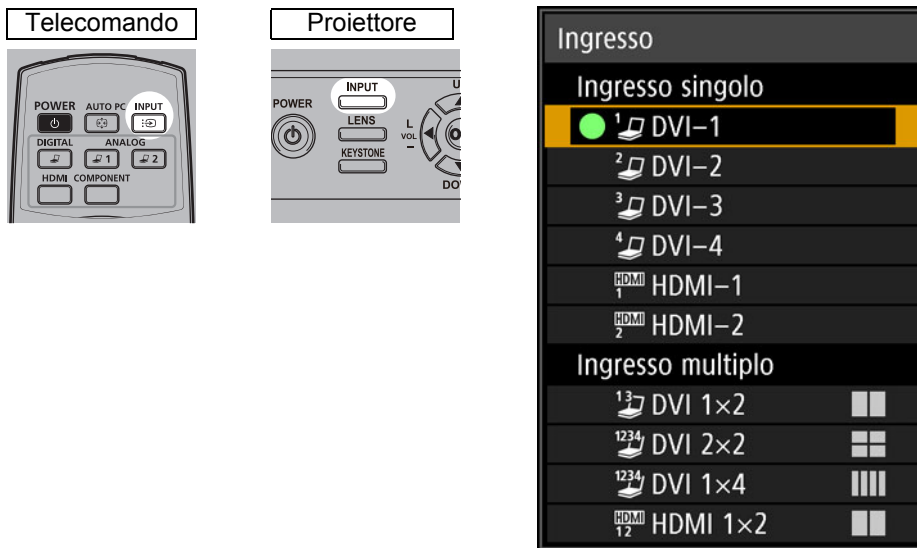 Telecomando
POWER AUTO PC INPUT
DIGITAL ANALOG
1 2
HDMI COMPONENT
Proiettore
POWER INPUT
LENS
KEYSTONE
L
VOL
Ingresso
Ingresso singolo
1 DVI-1
2 DVI-2
3 DVI-3
4 DVI-4
HDMI 1 HDMI-1
HDMI 2 HDMI-2
Ingresso multiplo
13 DVI 1×2
1234 DVI 2×2
1234 DVI 1×4
HDMI 12 HDMI 1×2